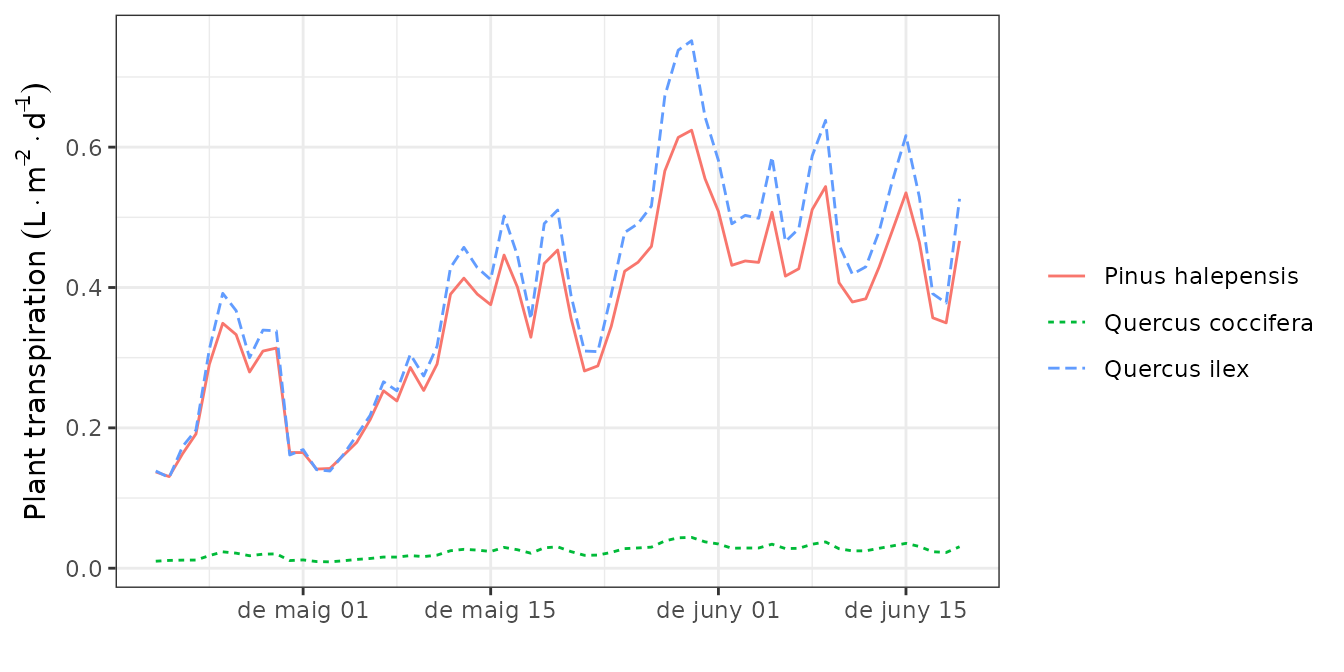 Plant transpiration (L · m⁻² · d⁻¹)
0.6
0.4
0.2
0.0
de maig 01
de maig 15
de juny 01
de juny 15
Pinus halepensis
Quercus coccifera
Quercus ilex